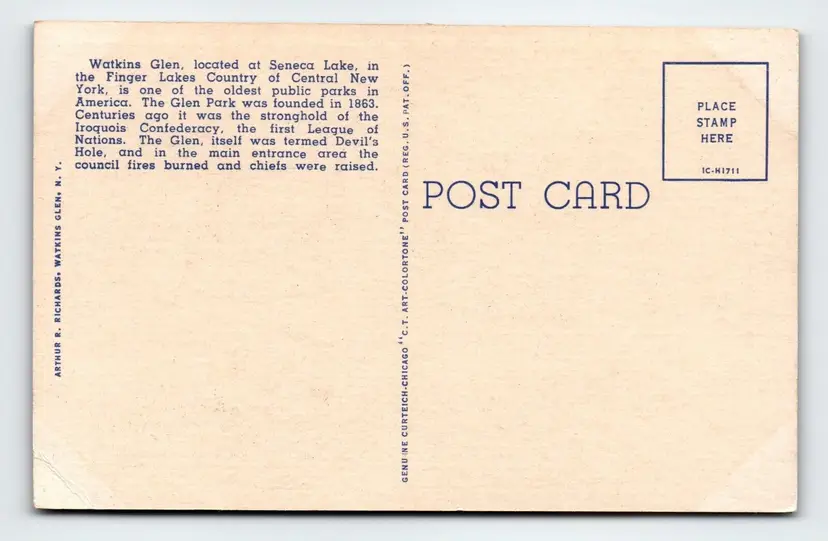 Watkins Glen, located at Seneca Lake, in
the Finger Lakes Country of Central New
York, is one of the oldest public parks in
America. The Glen Park was founded in 1863.
Centuries ago it was the stronghold of the
Iroquois Confederacy, the first League of
Nations. The Glen, itself was termed Devil's
Hole, and in the main entrance area the
council fires burned and chiefs were raised.
ARTHUR R. RICHARDS, WATKINS GLEN, N. Y.
GENUINE CURTEICH-CHICAGO "C.T. ART-COLORTONE" POST CARD (REG. U.S. PAT. OFF.)
POST CARD
PLACE
STAMP
HERE
1C-H1711